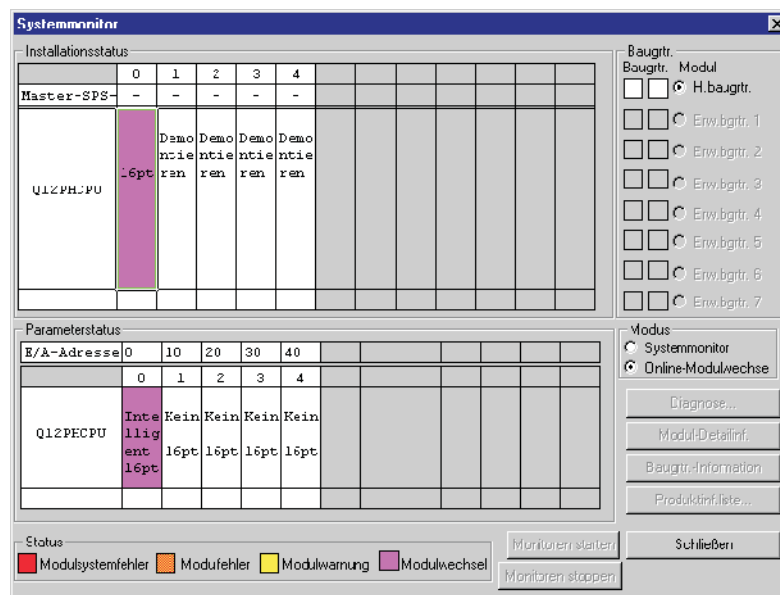 Systemmonitor
Installationsstatus
0 1 2 3 4
Master-SPS- - - - - -
Q12PHCPU 16pt Demo Demo Demo Demo
ntie ntie ntie ntie
ren ren ren ren
Baugrtr.
Baugrtr. Modul
H.baugrtr.
Erw.bgrtr. 1
Erw.bgrtr. 2
Erw.bgrtr. 3
Erw.bgrtr. 4
Erw.bgrtr. 5
Erw.bgrtr. 6
Erw.bgrtr. 7
Parameterstatus
E/A-Adresse 0 10 20 30 40
0 1 2 3 4
Q12PHCPU Inte Kein Kein Kein Kein
llig
ent 16pt 16pt 16pt 16pt
16pt
Modus
Systemmonitor
Online-Modulwechse
Diagnose...
Modul-Detailinf.
Baugrtr.-Information
Produktinf.liste...
Status
Modulsystemfehler Modufehler Modulwarnung Modulwechsel
Monitoren starten
Monitoren stoppen
Schließen